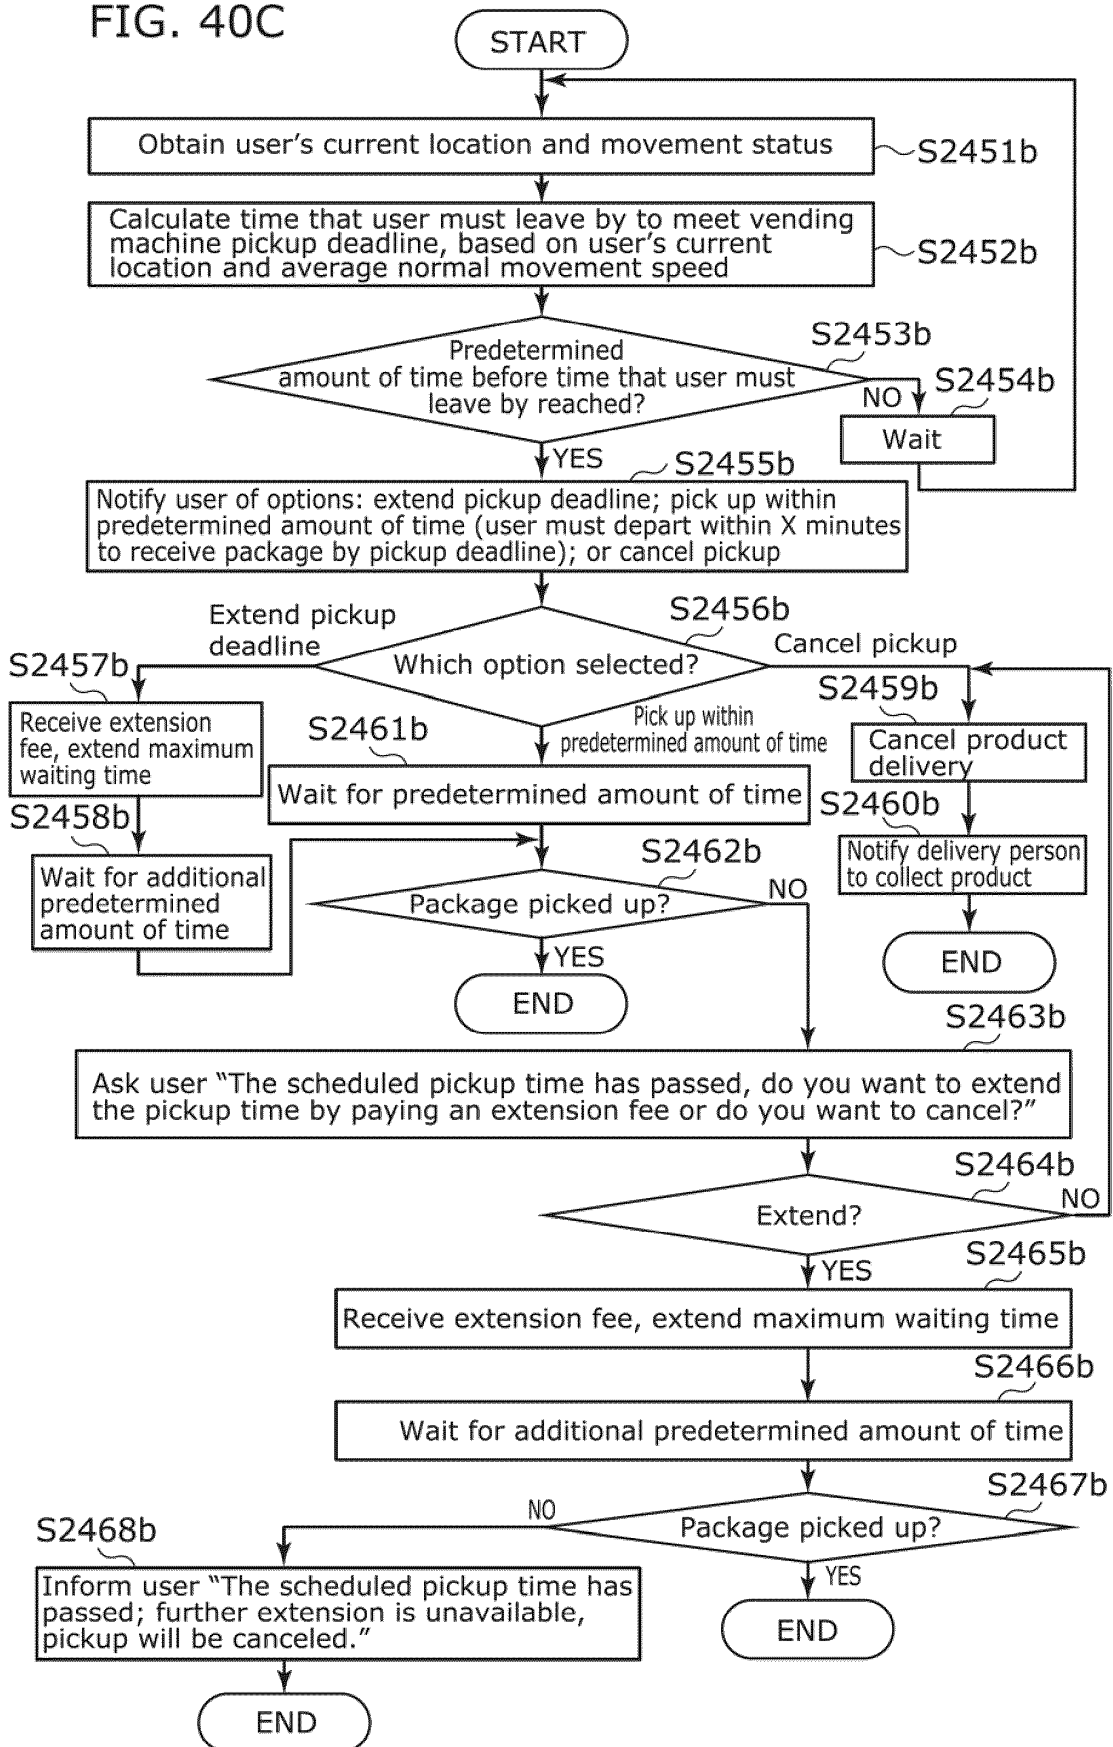 FIG. 40C
START
Obtain user's current location and movement status
S2451b
Calculate time that user must leave by to meet vending
machine pickup deadline, based on user's current
location and average normal movement speed
S2452b
S2453b
Predetermined
amount of time before time that user must
leave by reached?
NO
S2454b
Wait
YES
S2455b
Notify user of options: extend pickup deadline; pick up within
predetermined amount of time (user must depart within X minutes
to receive package by pickup deadline); or cancel pickup
S2456b
Extend pickup
deadline
Which option selected?
Cancel pickup
S2457b
Receive extension
fee, extend maximum
waiting time
S2458b
Wait for additional
predetermined
amount of time
Pick up within
predetermined amount of time
S2461b
Wait for predetermined amount of time
S2459b
Cancel product
delivery
S2460b
Notify delivery person
to collect product
END
S2462b
Package picked up?
NO
YES
END
S2463b
Ask user “The scheduled pickup time has passed, do you want to extend
the pickup time by paying an extension fee or do you want to cancel?”
S2464b
Extend?
NO
YES
S2465b
Receive extension fee, extend maximum waiting time
S2466b
Wait for additional predetermined amount of time
S2467b
Package picked up?
NO
YES
END
S2468b
Inform user “The scheduled pickup time has
passed; further extension is unavailable,
pickup will be canceled.”
END